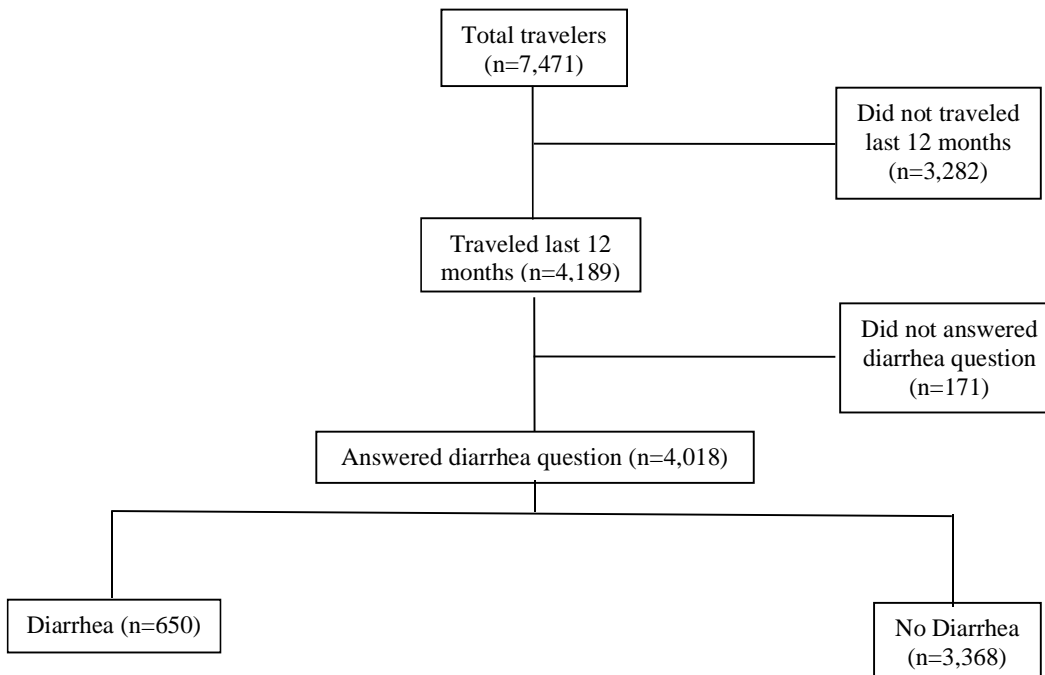 Total travelers
(n=7,471)
Did not traveled
last 12 months
(n=3,282)
Traveled last 12
months (n=4,189)
Did not answered
diarrhea question
(n=171)
Answered diarrhea question (n=4,018)
Diarrhea (n=650)
No Diarrhea
(n=3,368)